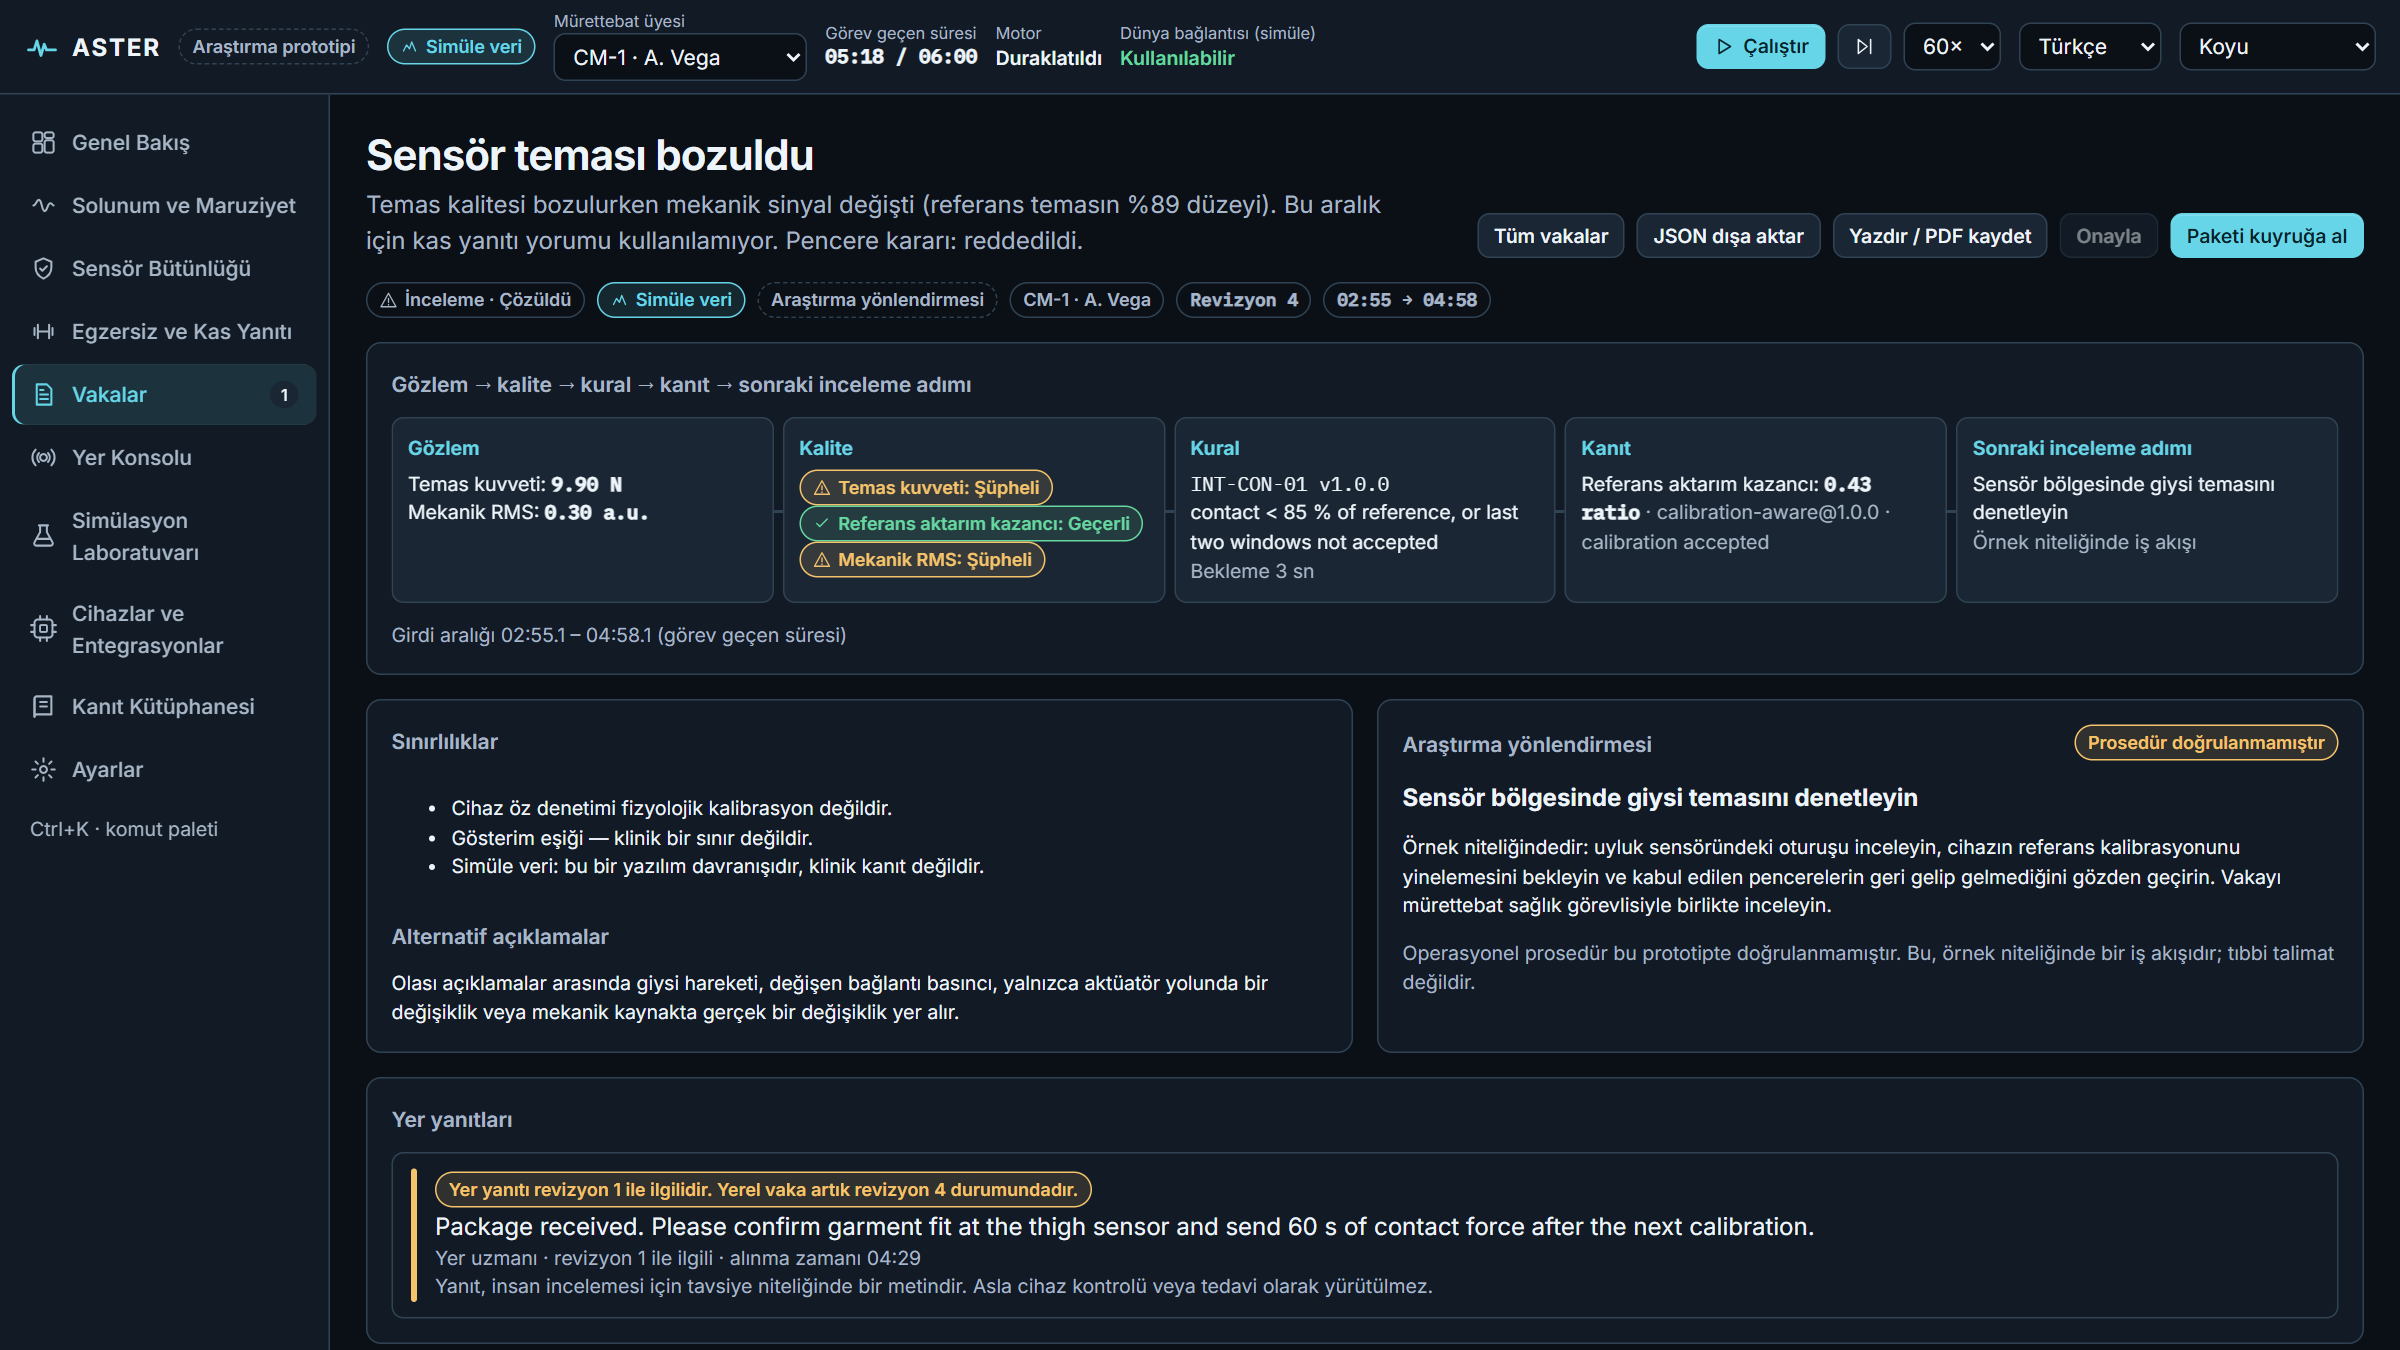 ASTER
Araştırma prototipi
Simüle veri
Mürettebat üyesi
CM-1 · A. Vega
Görev geçen süresi
05:18 / 06:00
Motor
Duraklatıldı
Dünya bağlantısı (simüle)
Kullanılabilir
Çalıştır
60×
Türkçe
Koyu
Genel Bakış
Solunum ve Maruziyet
Sensör Bütünlüğü
Egzersiz ve Kas Yanıtı
Vakalar
1
Yer Konsolu
Simülasyon
Laboratuvarı
Cihazlar ve
Entegrasyonlar
Kanıt Kütüphanesi
Ayarlar
Ctrl+K · komut paleti
Sensör teması bozuldu
Temas kalitesi bozulurken mekanik sinyal değişti (referans temasın %89 düzeyi). Bu aralık
için kas yanıtı yorumu kullanılamıyor. Pencere kararı: reddedildi.
Tüm vakalar
JSON dışa aktar
Yazdır / PDF kaydet
Onayla
Paketi kuyruğa al
İnceleme · Çözüldü
Simüle veri
Araştırma yönlendirmesi
CM-1 · A. Vega
Revizyon 4
02:55 → 04:58
Gözlem → kalite → kural → kanıt → sonraki inceleme adımı
Gözlem
Temas kuvveti: 9.90 N
Mekanik RMS: 0.30 a.u.
Kalite
Temas kuvveti: Şüpheli
Referans aktarım kazancı: Geçerli
Mekanik RMS: Şüpheli
Kural
INT-CON-01 v1.0.0
contact < 85 % of reference, or last
two windows not accepted
Bekleme 3 sn
Kanıt
Referans aktarım kazancı: 0.43
ratio · calibration-aware@1.0.0 ·
calibration accepted
Sonraki inceleme adımı
Sensör bölgesinde giysi temasını
denetleyin
Örnek niteliğinde iş akışı
Girdi aralığı 02:55.1 – 04:58.1 (görev geçen süresi)
Sınırlılıklar
• Cihaz öz denetimi fizyolojik kalibrasyon değildir.
• Gösterim eşiği — klinik bir sınır değildir.
• Simüle veri: bu bir yazılım davranışıdır, klinik kanıt değildir.
Alternatif açıklamalar
Olası açıklamalar arasında giysi hareketi, değişen bağlantı basıncı, yalnızca aktüatör yolunda bir
değişiklik veya mekanik kaynakta gerçek bir değişiklik yer alır.
Araştırma yönlendirmesi
Prosedür doğrulanmamıştır
Sensör bölgesinde giysi temasını denetleyin
Örnek niteliğindedir: uyluk sensöründeki oturuşu inceleyin, cihazın referans kalibrasyonunu
yinelemesini bekleyin ve kabul edilen pencerelerin geri gelip gelmediğini gözden geçirin. Vakayı
mürettebat sağlık görevlisiyle birlikte inceleyin.
Operasyonel prosedür bu prototipte doğrulanmamıştır. Bu, örnek niteliğinde bir iş akışıdır; tıbbi talimat
değildir.
Yer yanıtları
Yer yanıtı revizyon 1 ile ilgilidir. Yerel vaka artık revizyon 4 durumundadır.
Package received. Please confirm garment fit at the thigh sensor and send 60 s of contact force after the next calibration.
Yer uzmanı · revizyon 1 ile ilgili · alınma zamanı 04:29
Yanıt, insan incelemesi için tavsiye niteliğinde bir metindir. Asla cihaz kontrolü veya tedavi olarak yürütülmez.